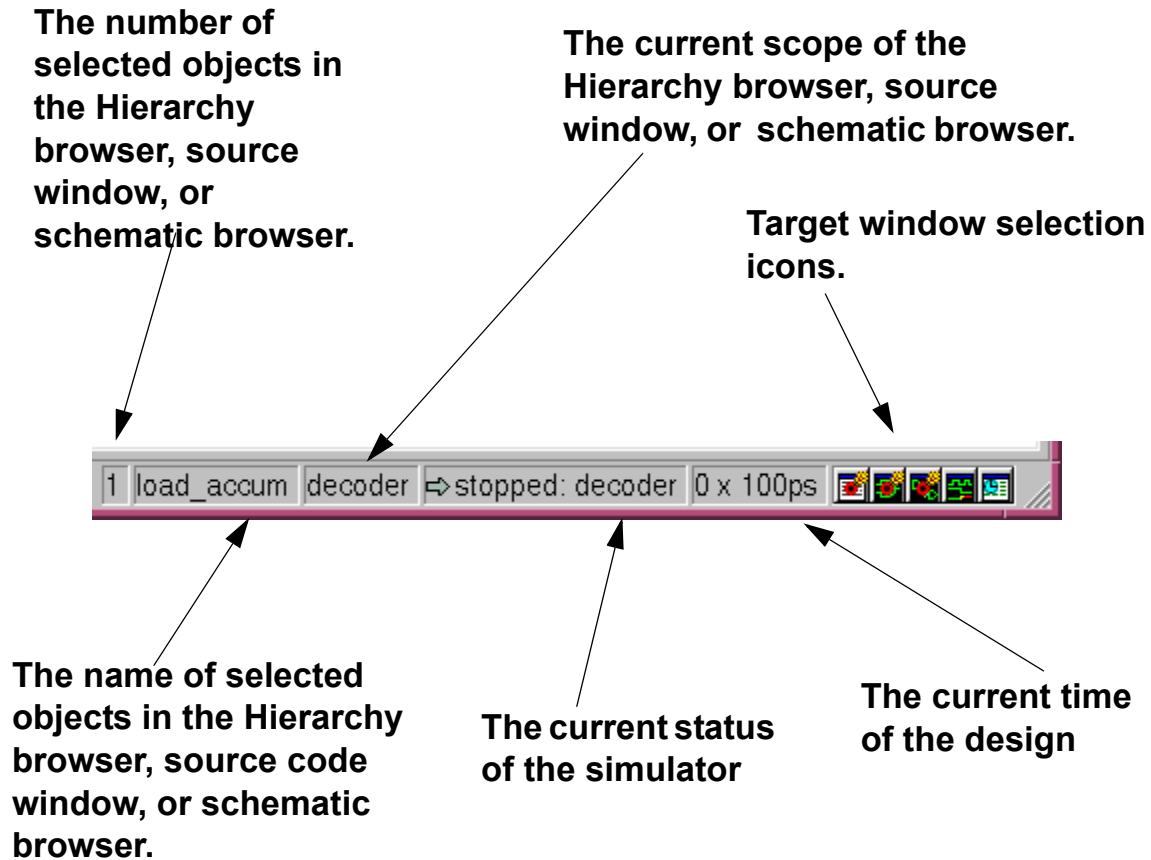 The number of
selected objects in
the Hierarchy
browser, source
window, or
schematic browser.
The current scope of the
Hierarchy browser, source
window, or schematic browser.
Target window selection
icons.
1 load_accum decoder stopped: decoder 0 x 100ps
The name of selected
objects in the Hierarchy
browser, source code
window, or schematic
browser.
The current status
of the simulator
The current time
of the design